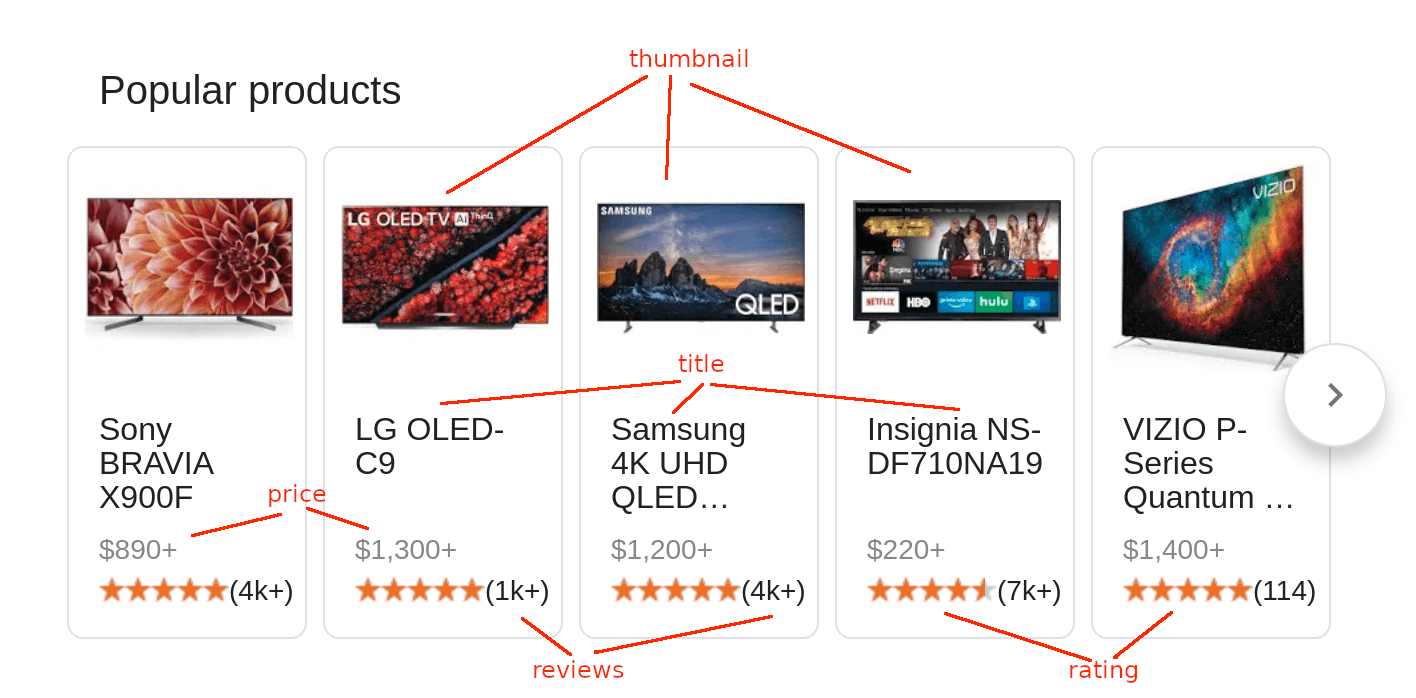 thumbnail
Popular products
LG OLED TV AI ThinQ
SAMSUNG
QLED
NETFLIX HBO prime video hulu
VIZIO
title
Sony
BRAVIA
X900F
LG OLED-
C9
Samsung
4K UHD
QLED…
Insignia NS-
DF710NA19
VIZIO P-
Series
Quantum …
price
$890+
$1,300+
$1,200+
$220+
$1,400+
(4k+)
(1k+)
(4k+)
(7k+)
(114)
reviews
rating